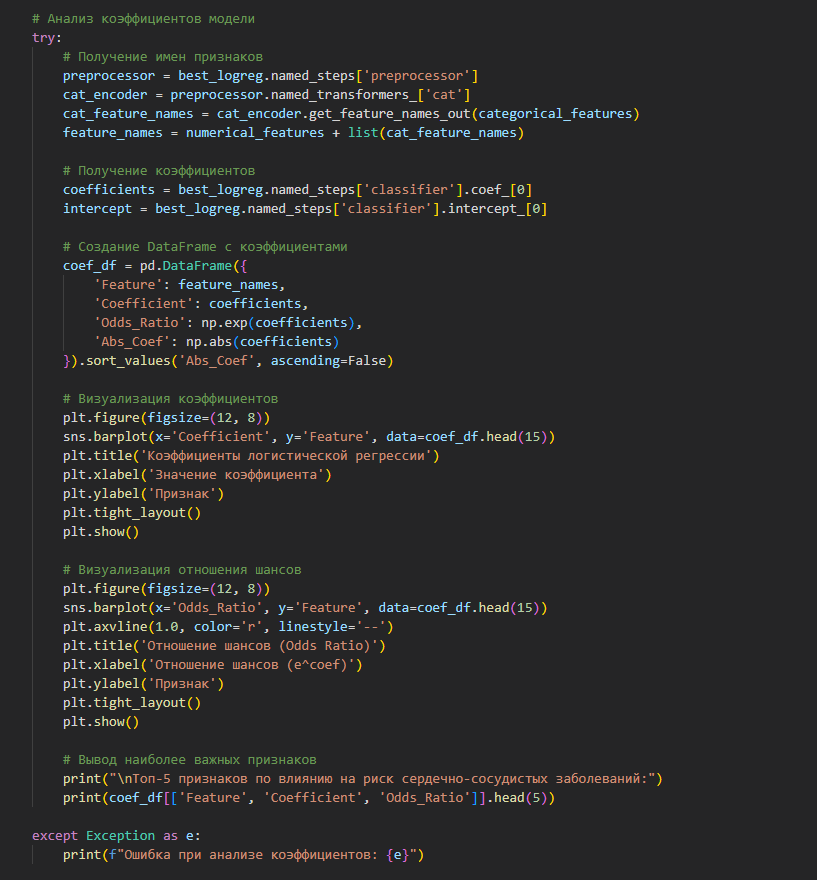 # Анализ коэффициентов модели
try:
    # Получение имен признаков
    preprocessor = best_logreg.named_steps['preprocessor']
    cat_encoder = preprocessor.named_transformers_['cat']
    cat_feature_names = cat_encoder.get_feature_names_out(categorical_features)
    feature_names = numerical_features + list(cat_feature_names)

    # Получение коэффициентов
    coefficients = best_logreg.named_steps['classifier'].coef_[0]
    intercept = best_logreg.named_steps['classifier'].intercept_[0]

    # Создание DataFrame с коэффициентами
    coef_df = pd.DataFrame({
        'Feature': feature_names,
        'Coefficient': coefficients,
        'Odds_Ratio': np.exp(coefficients),
        'Abs_Coef': np.abs(coefficients)
    }).sort_values('Abs_Coef', ascending=False)

    # Визуализация коэффициентов
    plt.figure(figsize=(12, 8))
    sns.barplot(x='Coefficient', y='Feature', data=coef_df.head(15))
    plt.title('Коэффициенты логистической регрессии')
    plt.xlabel('Значение коэффициента')
    plt.ylabel('Признак')
    plt.tight_layout()
    plt.show()

    # Визуализация отношения шансов
    plt.figure(figsize=(12, 8))
    sns.barplot(x='Odds_Ratio', y='Feature', data=coef_df.head(15))
    plt.axvline(1.0, color='r', linestyle='--')
    plt.title('Отношение шансов (Odds Ratio)')
    plt.xlabel('Отношение шансов (e^coef)')
    plt.ylabel('Признак')
    plt.tight_layout()
    plt.show()

    # Вывод наиболее важных признаков
    print("\nТоп-5 признаков по влиянию на риск сердечно-сосудистых заболеваний:")
    print(coef_df[['Feature', 'Coefficient', 'Odds_Ratio']].head(5))

except Exception as e:
    print(f"Ошибка при анализе коэффициентов: {e}")